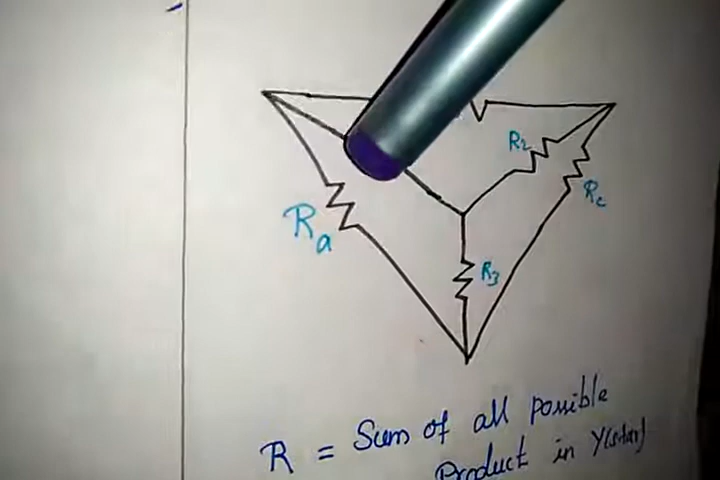 R2
Rc
Ra
R3
R = Sum of all possible
Product in Y(star)